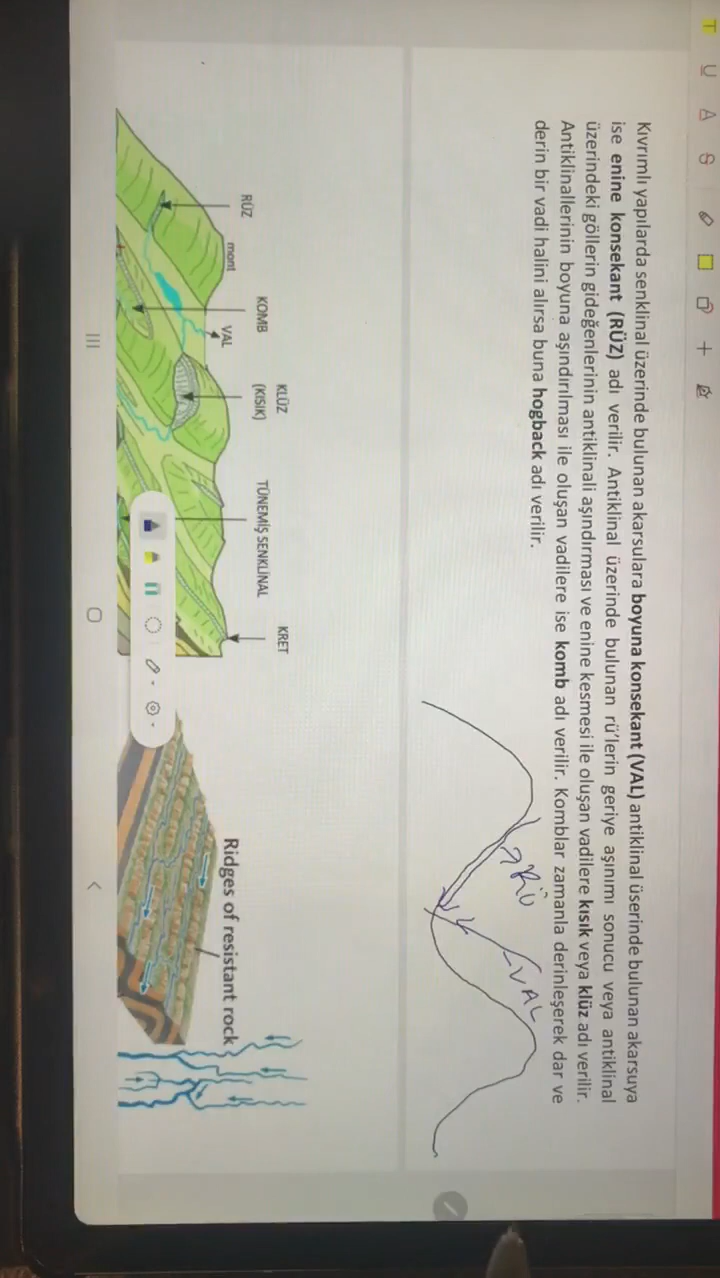 T U A S
Kıvrımlı yapılarda senklinal üzerinde bulunan akarsulara boyuna konsekant (VAL) antiklinal üserinde bulunan akarsuya
ise enine konsekant (RÜZ) adı verilir. Antiklinal üzerinde bulunan rü'lerin geriye aşınımı sonucu veya antiklinal
üzerindeki göllerin gideğenlerinin antiklinali aşındırması ve enine kesmesi ile oluşan vadilere kısık veya klüz adı verilir.
Antiklinallerinin boyuna aşındırılması ile oluşan vadilere ise komb adı verilir. Komblar zamanla derinleşerek dar ve
derin bir vadi halini alırsa buna hogback adı verilir.
RÜ
VAL
KLÜZ
(KISIK)
KRET
RÜZ
KOMB
TÜNEMİŞ SENKLİNAL
mont
VAL
Ridges of resistant rock